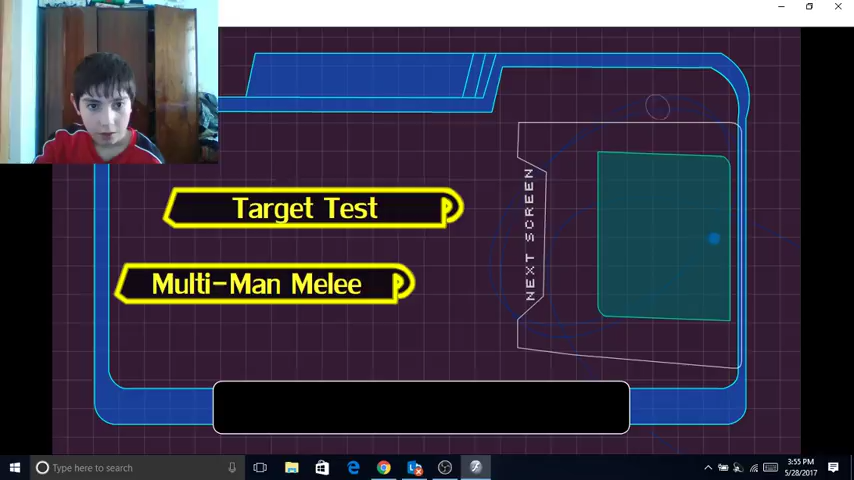 Target Test
Multi-Man Melee
NEXT SCREEN
Type here to search
3:55 PM
5/28/2017